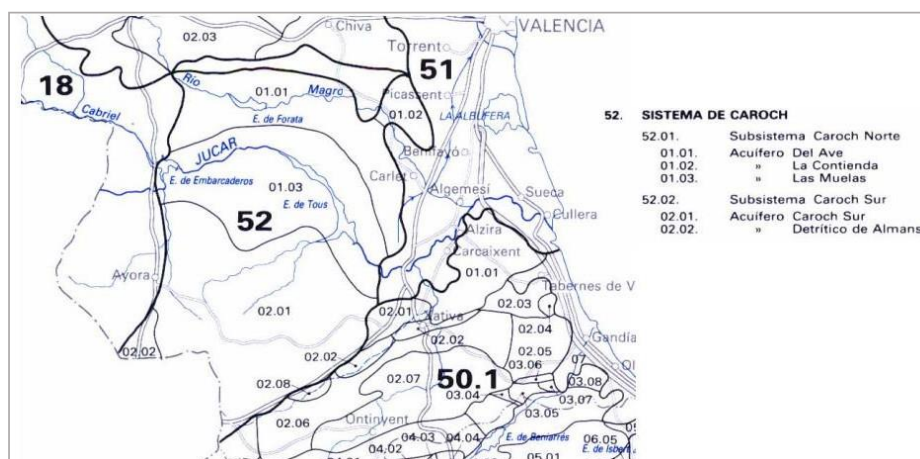 VALENCIA
Chiva
02.03
Torrent
51
18
Río
01.01
Magro
Picassent
01.02
LA ALBUFERA
Cabriel
E. de Forata
JUCAR
Benifayó
E. de Embarcaderos
01.03
Carlet
E. de Tous
Algemesí
Sueca
52
Cullera
Alzira
Carcaixent
Ayora
01.01
Tabernes de V
02.01
02.01
02.03
02.04
Gandía
02.02
02.02
02.02
02.05
07
03.06
02.08
02.07
50.1
03.08
03.04
03.07
03.05
02.06
Ontinyent
04.03
04.04
E. de Beniarrés
06.05
04.02
05.01
52. SISTEMA DE CAROCH
52.01. Subsistema Caroch Norte
01.01. Acuífero Del Ave
01.02. » La Contienda
01.03. » Las Muelas
52.02. Subsistema Caroch Sur
02.01. Acuífero Caroch Sur
02.02. » Detrítico de Almans